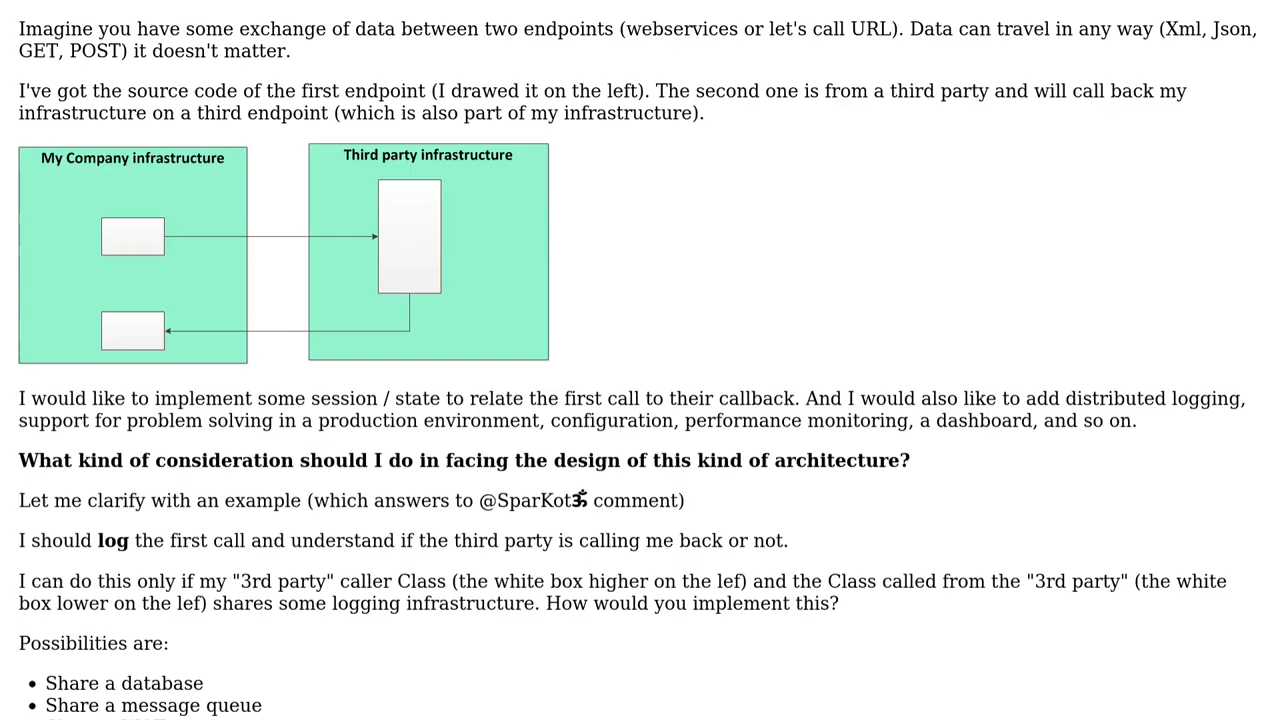 Imagine you have some exchange of data between two endpoints (webservices or let's call URL). Data can travel in any way (Xml, Json,
GET, POST) it doesn't matter.
I've got the source code of the first endpoint (I drawed it on the left). The second one is from a third party and will call back my
infrastructure on a third endpoint (which is also part of my infrastructure).
My Company infrastructure
Third party infrastructure
I would like to implement some session / state to relate the first call to their callback. And I would also like to add distributed logging,
support for problem solving in a production environment, configuration, performance monitoring, a dashboard, and so on.
What kind of consideration should I do in facing the design of this kind of architecture?
Let me clarify with an example (which answers to @SparKotॐ comment)
I should log the first call and understand if the third party is calling me back or not.
I can do this only if my "3rd party" caller Class (the white box higher on the lef) and the Class called from the "3rd party" (the white
box lower on the lef) shares some logging infrastructure. How would you implement this?
Possibilities are:
• Share a database
• Share a message queue